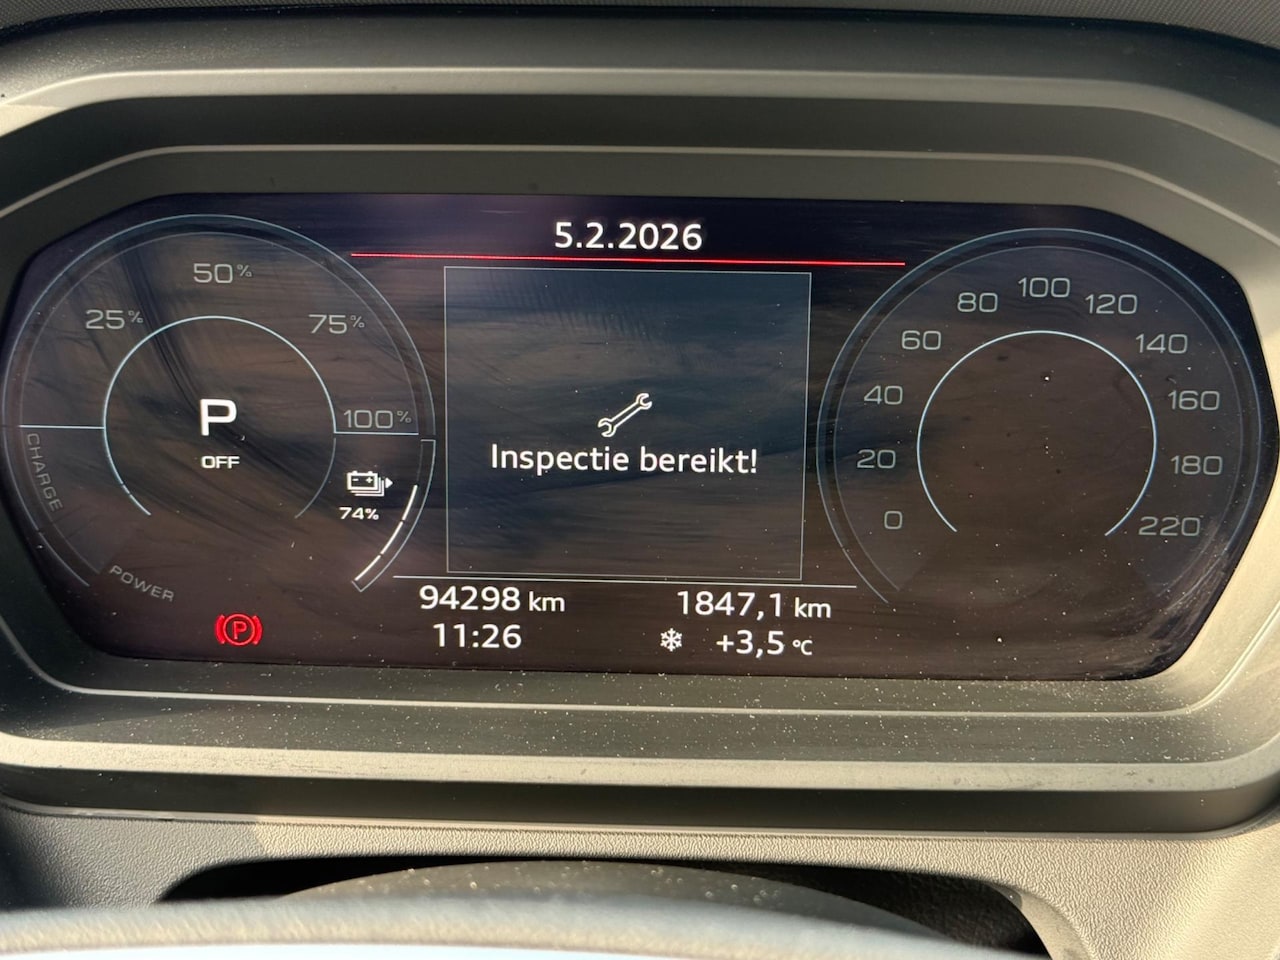 5.2.2026
50%
25%
75%
100%
P
OFF
74%
CHARGE
POWER
P
Inspectie bereikt!
94298 km
1847,1 km
11:26
+3,5 °C
0
20
40
60
80
100
120
140
160
180
220